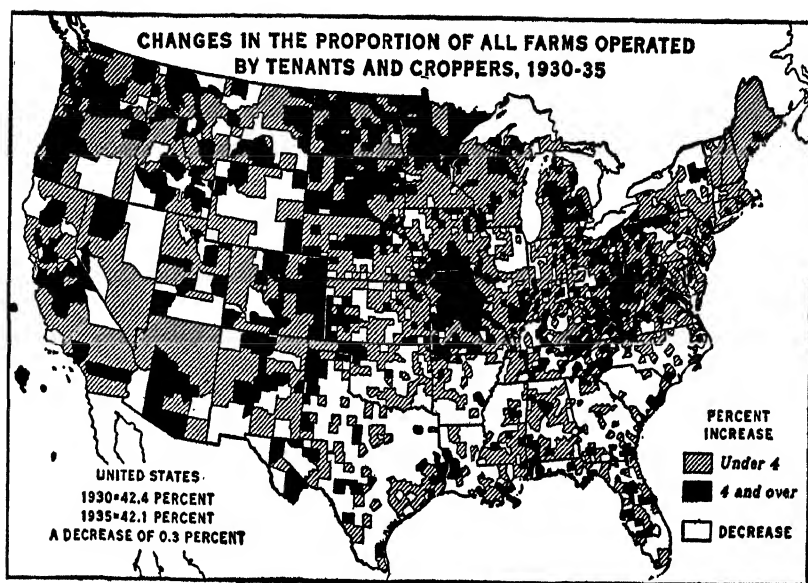 CHANGES IN THE PROPORTION OF ALL FARMS OPERATED
BY TENANTS AND CROPPERS, 1930-35
PERCENT
INCREASE
Under 4
4 and over
DECREASE
UNITED STATES
1930=42.4 PERCENT
1935=42.1 PERCENT
A DECREASE OF 0.3 PERCENT